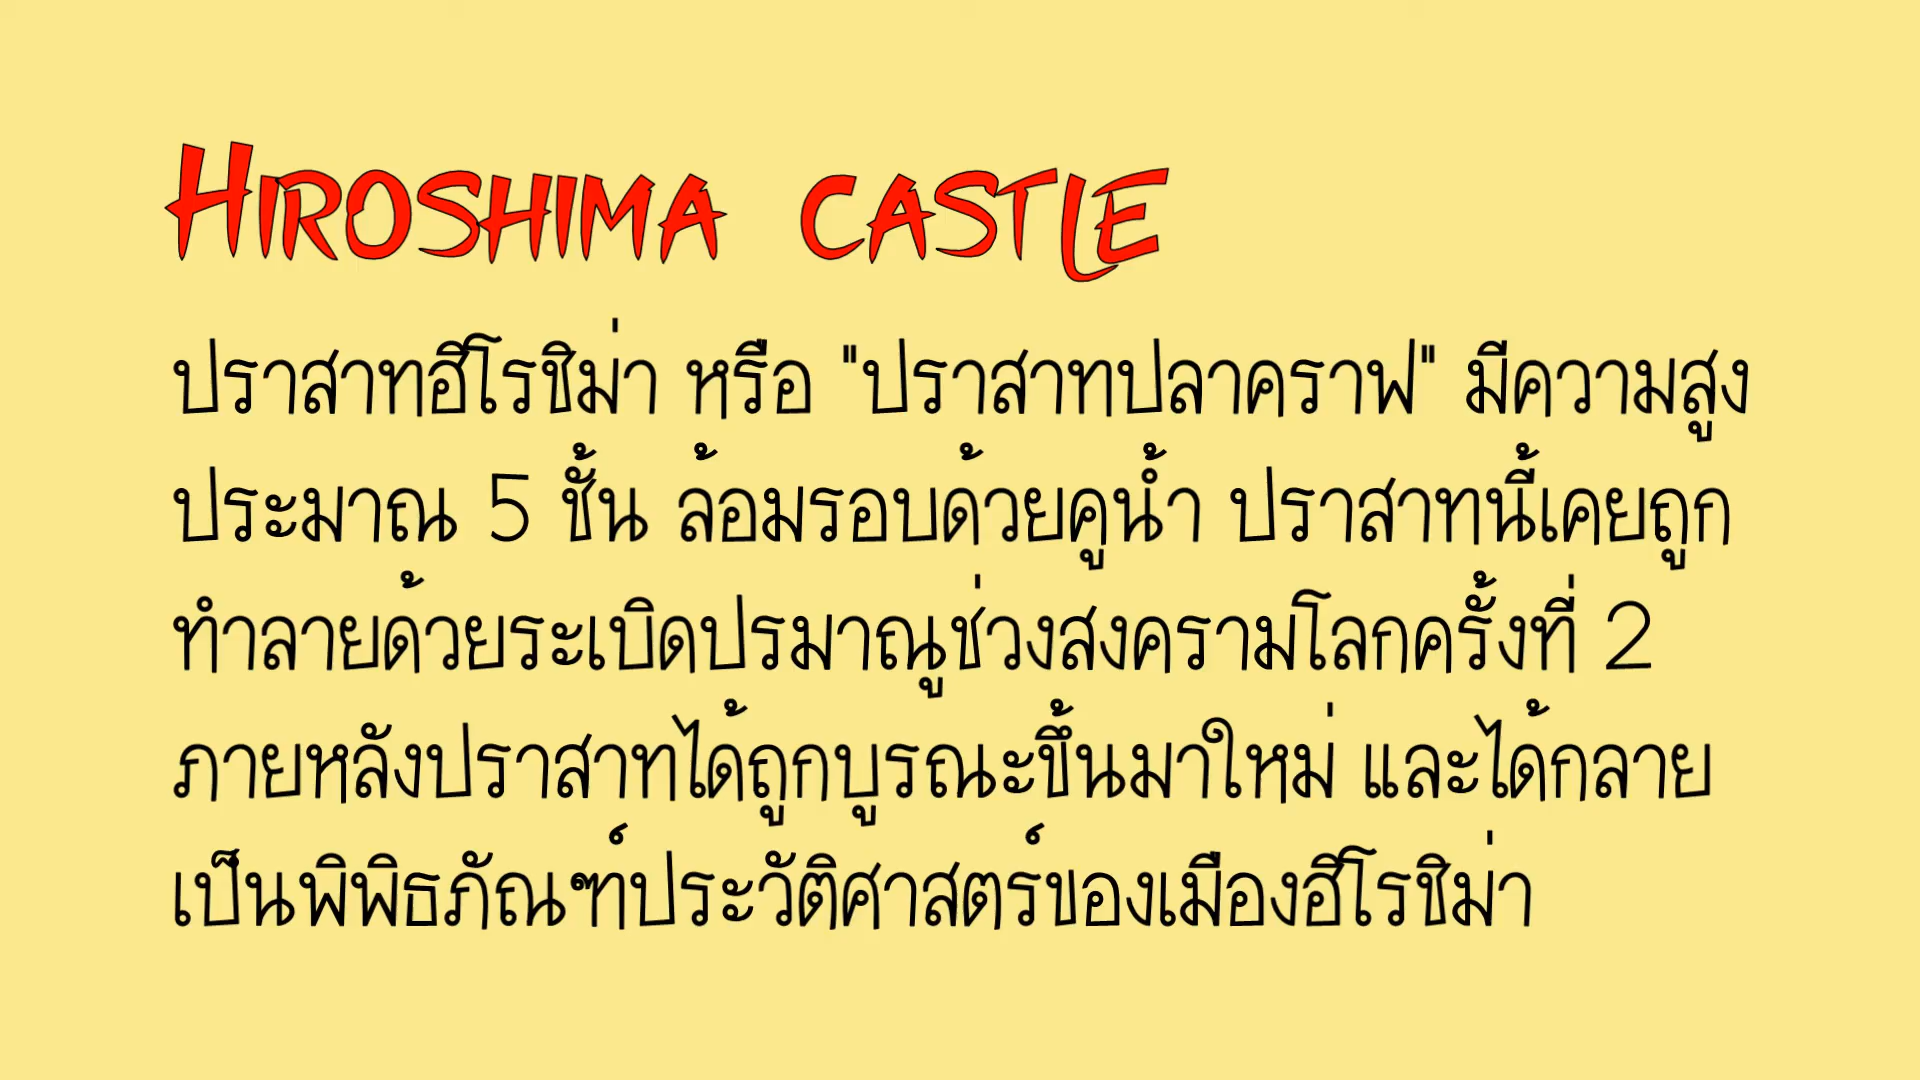 Hiroshima castle
ปราสาทฮิโรชิม่า หรือ "ปราสาทปลาคราฟ" มีความสูง
ประมาณ 5 ชั้น ล้อมรอบด้วยคูน้ำ ปราสาทนี้เคยถูก
ทำลายด้วยระเบิดปรมาณูช่วงสงครามโลกครั้งที่ 2
ภายหลังปราสาทได้ถูกบูรณะขึ้นมาใหม่ และได้กลาย
เป็นพิพิธภัณฑ์ประวัติศาสตร์ของเมืองฮิโรชิม่า